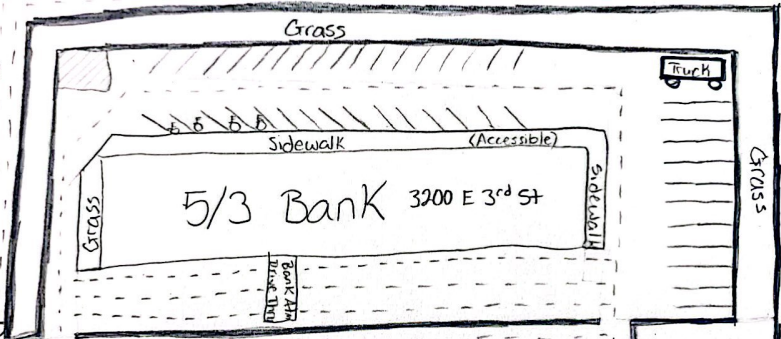 Grass
Truck
Sidewalk (Accessible)
Grass
5/3 Bank 3200 E 3rd St
Sidewalk
Grass
Bank Atm
Drive Thru